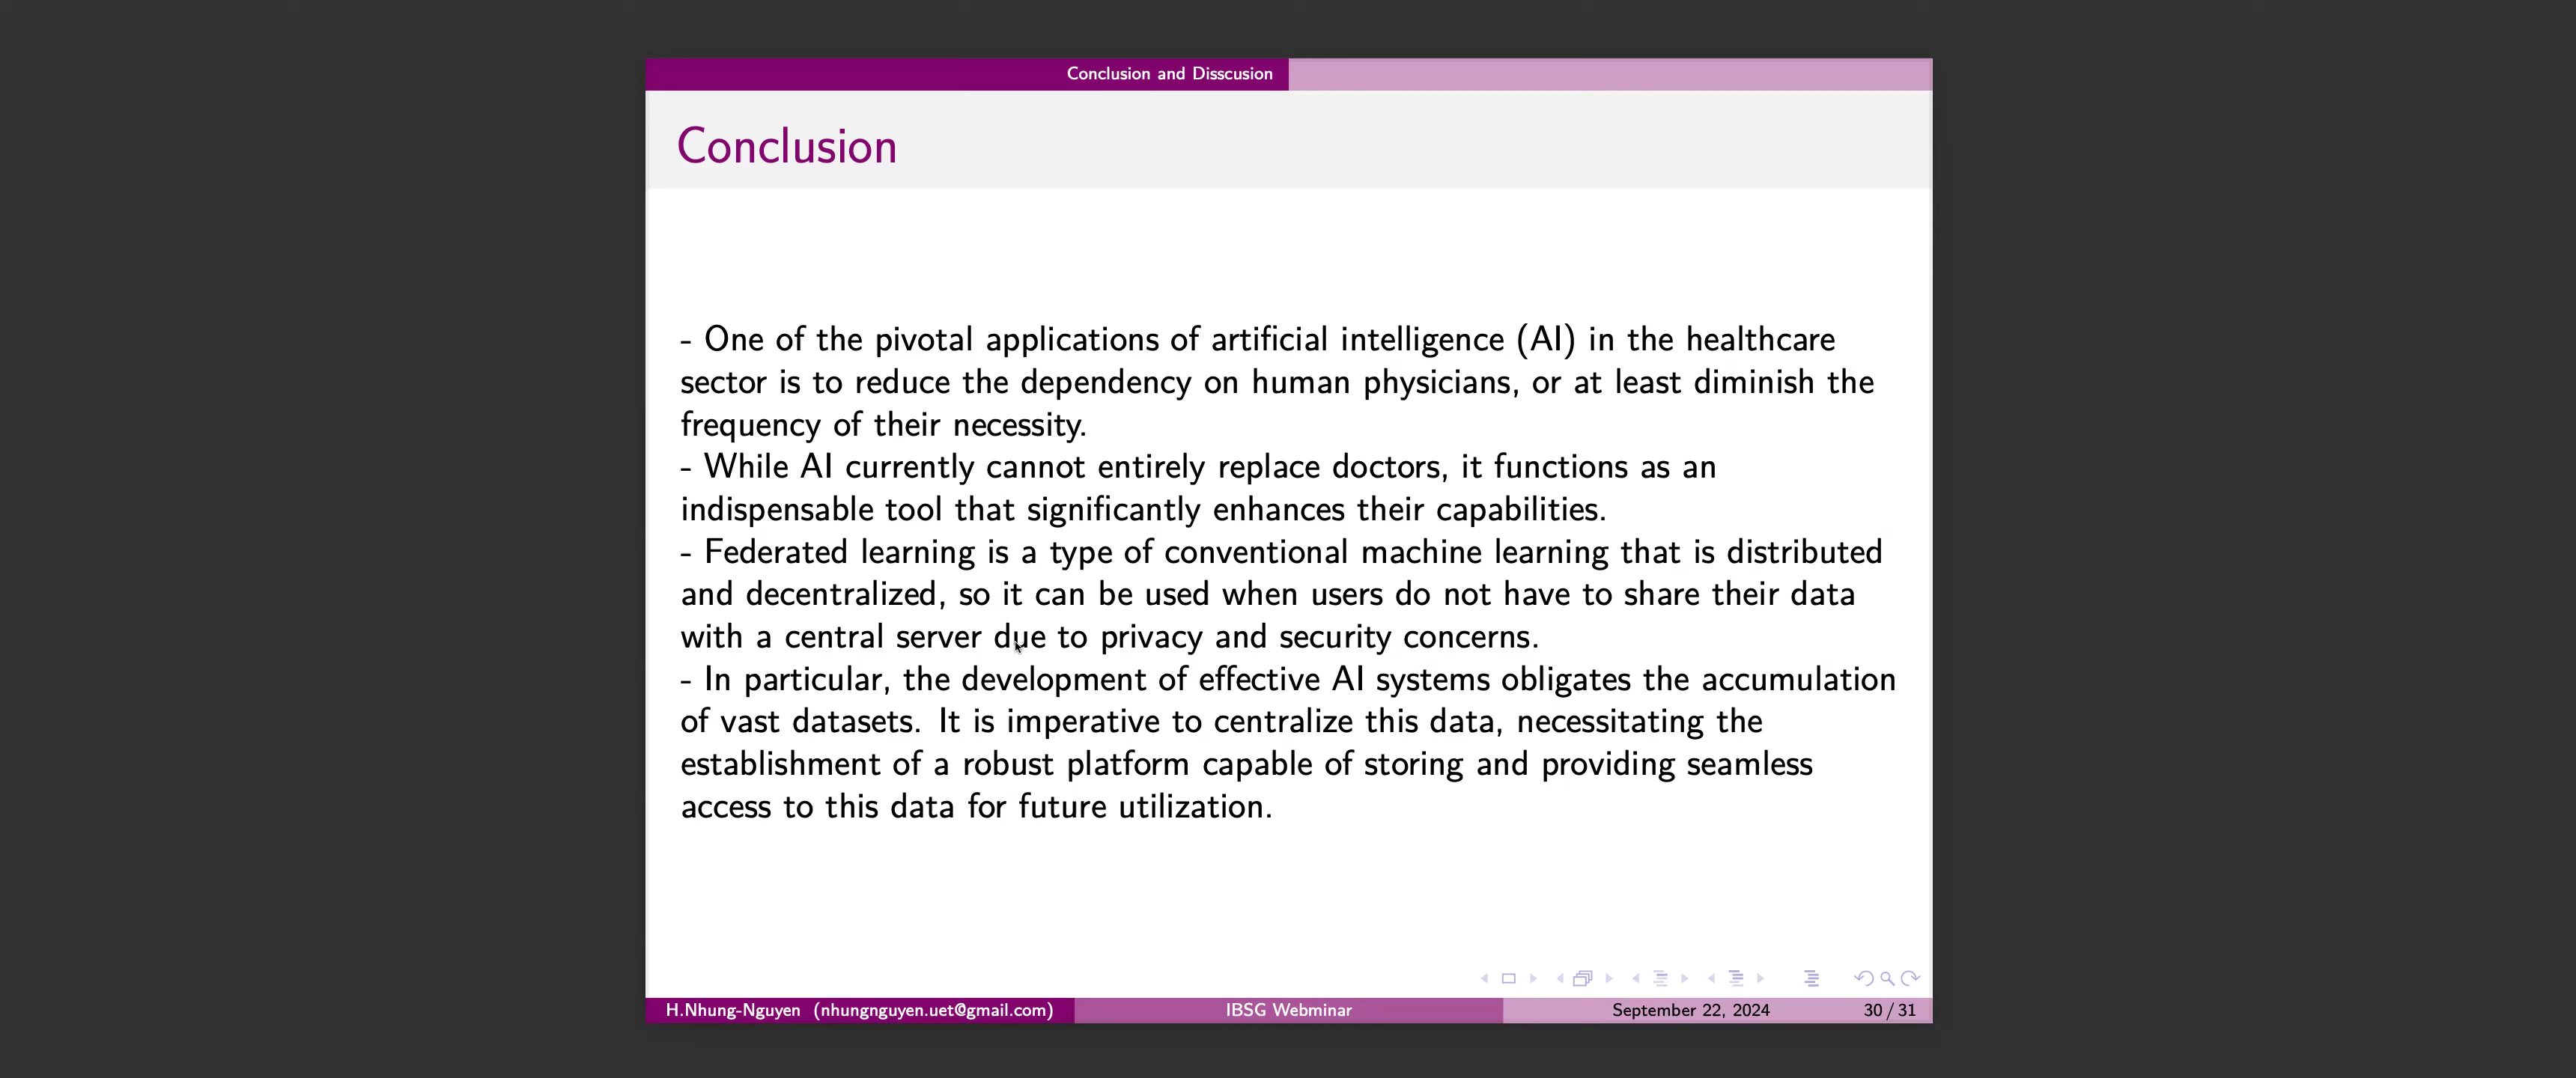 Conclusion and Disscusion
Conclusion
- One of the pivotal applications of artificial intelligence (AI) in the healthcare
sector is to reduce the dependency on human physicians, or at least diminish the
frequency of their necessity.
- While AI currently cannot entirely replace doctors, it functions as an
indispensable tool that significantly enhances their capabilities.
- Federated learning is a type of conventional machine learning that is distributed
and decentralized, so it can be used when users do not have to share their data
with a central server due to privacy and security concerns.
- In particular, the development of effective AI systems obligates the accumulation
of vast datasets. It is imperative to centralize this data, necessitating the
establishment of a robust platform capable of storing and providing seamless
access to this data for future utilization.
H.Nhung-Nguyen (nhungnguyen.uet@gmail.com) IBSG Webminar September 22, 2024 30 / 31